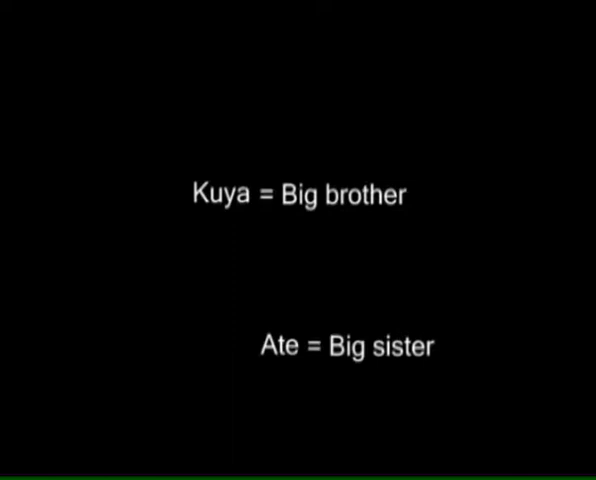 Kuya = Big brother
Ate = Big sister